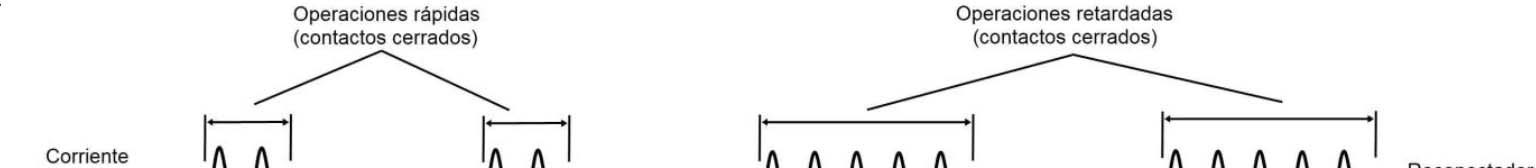 Operaciones rápidas
(contactos cerrados)
Operaciones retardadas
(contactos cerrados)
Corriente